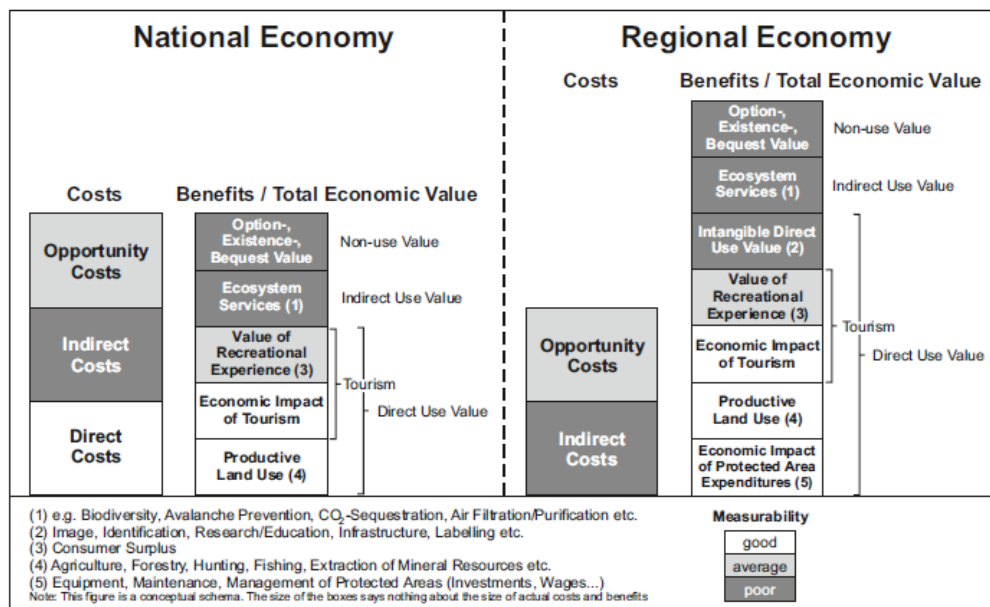 National Economy
Costs
Benefits / Total Economic Value
Opportunity
Costs
Indirect
Costs
Direct
Costs
Option-,
Existence-,
Bequest Value
Non-use Value
Ecosystem
Services (1)
Indirect Use Value
Value of
Recreational
Experience (3)
Economic Impact
of Tourism
Tourism
Productive
Land Use (4)
Direct Use Value
Regional Economy
Costs
Benefits / Total Economic Value
Opportunity
Costs
Indirect
Costs
Option-,
Existence-,
Bequest Value
Non-use Value
Ecosystem
Services (1)
Indirect Use Value
Intangible Direct
Use Value (2)
Value of
Recreational
Experience (3)
Economic Impact
of Tourism
Tourism
Productive
Land Use (4)
Economic Impact
of Protected Area
Expenditures (5)
Direct Use Value
(1) e.g. Biodiversity, Avalanche Prevention, CO₂-Sequestration, Air Filtration/Purification etc.
(2) Image, Identification, Research/Education, Infrastructure, Labelling etc.
(3) Consumer Surplus
(4) Agriculture, Forestry, Hunting, Fishing, Extraction of Mineral Resources etc.
(5) Equipment, Maintenance, Management of Protected Areas (Investments, Wages...)
Note: This figure is a conceptual schema. The size of the boxes says nothing about the size of actual costs and benefits
Measurability
good
average
poor